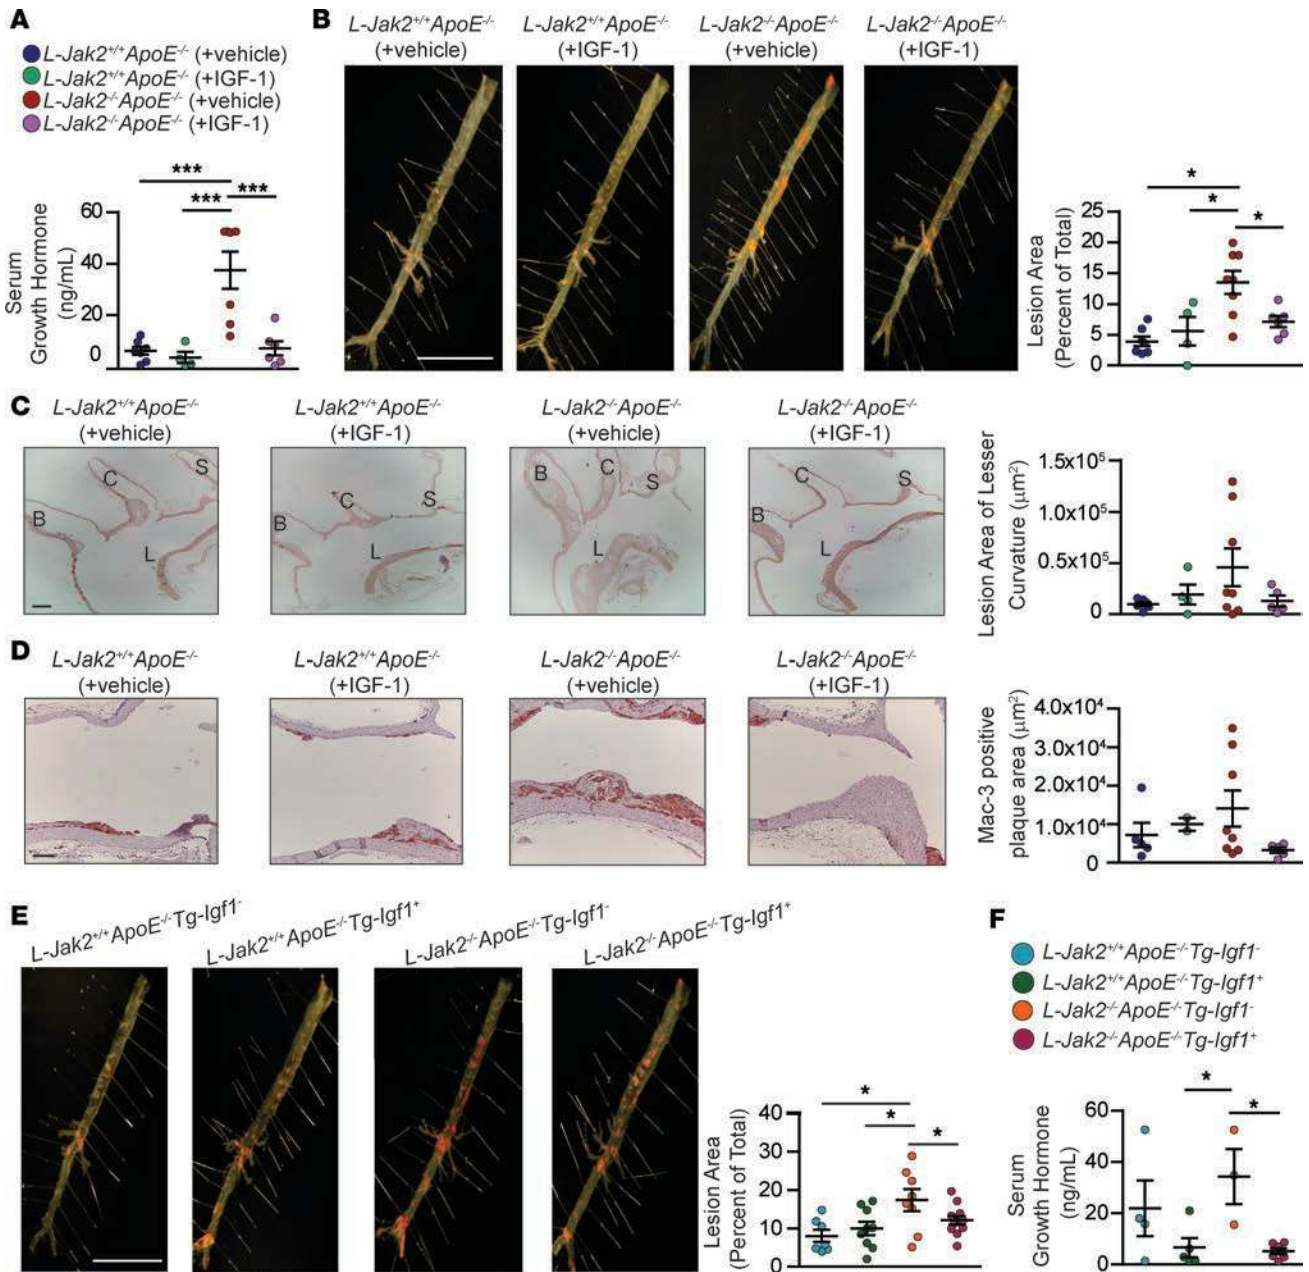 A
L-Jak2+/+ApoE-/- (+vehicle)
L-Jak2+/+ApoE-/- (+IGF-1)
L-Jak2-/-ApoE-/- (+vehicle)
L-Jak2-/-ApoE-/- (+IGF-1)
Serum
Growth Hormone
(ng/mL)
60
40
20
0
***
***
***
B
L-Jak2+/+ApoE-/-
(+vehicle)
L-Jak2+/+ApoE-/-
(+IGF-1)
L-Jak2-/-ApoE-/-
(+vehicle)
L-Jak2-/-ApoE-/-
(+IGF-1)
Lesion Area
(Percent of Total)
25
20
15
10
5
0
*
*
*
C
L-Jak2+/+ApoE-/-
(+vehicle)
L-Jak2+/+ApoE-/-
(+IGF-1)
L-Jak2-/-ApoE-/-
(+vehicle)
L-Jak2-/-ApoE-/-
(+IGF-1)
B C S L
B C S L
B C S L
B C S L
Lesion Area of Lesser
Curvature (μm²)
1.5x10⁵
1.0x10⁵
0.5x10⁵
0
D
L-Jak2+/+ApoE-/-
(+vehicle)
L-Jak2+/+ApoE-/-
(+IGF-1)
L-Jak2-/-ApoE-/-
(+vehicle)
L-Jak2-/-ApoE-/-
(+IGF-1)
Mac-3 positive
plaque area (μm²)
4.0x10⁴
3.0x10⁴
2.0x10⁴
1.0x10⁴
0
E
L-Jak2+/+ApoE-/-Tg-Igf1-
L-Jak2+/+ApoE-/-Tg-Igf1+
L-Jak2-/-ApoE-/-Tg-Igf1-
L-Jak2-/-ApoE-/-Tg-Igf1+
Lesion Area
(Percent of Total)
40
30
20
10
0
*
*
*
F
L-Jak2+/+ApoE-/-Tg-Igf1-
L-Jak2+/+ApoE-/-Tg-Igf1+
L-Jak2-/-ApoE-/-Tg-Igf1-
L-Jak2-/-ApoE-/-Tg-Igf1+
Serum
Growth Hormone
(ng/mL)
60
40
20
0
*
*